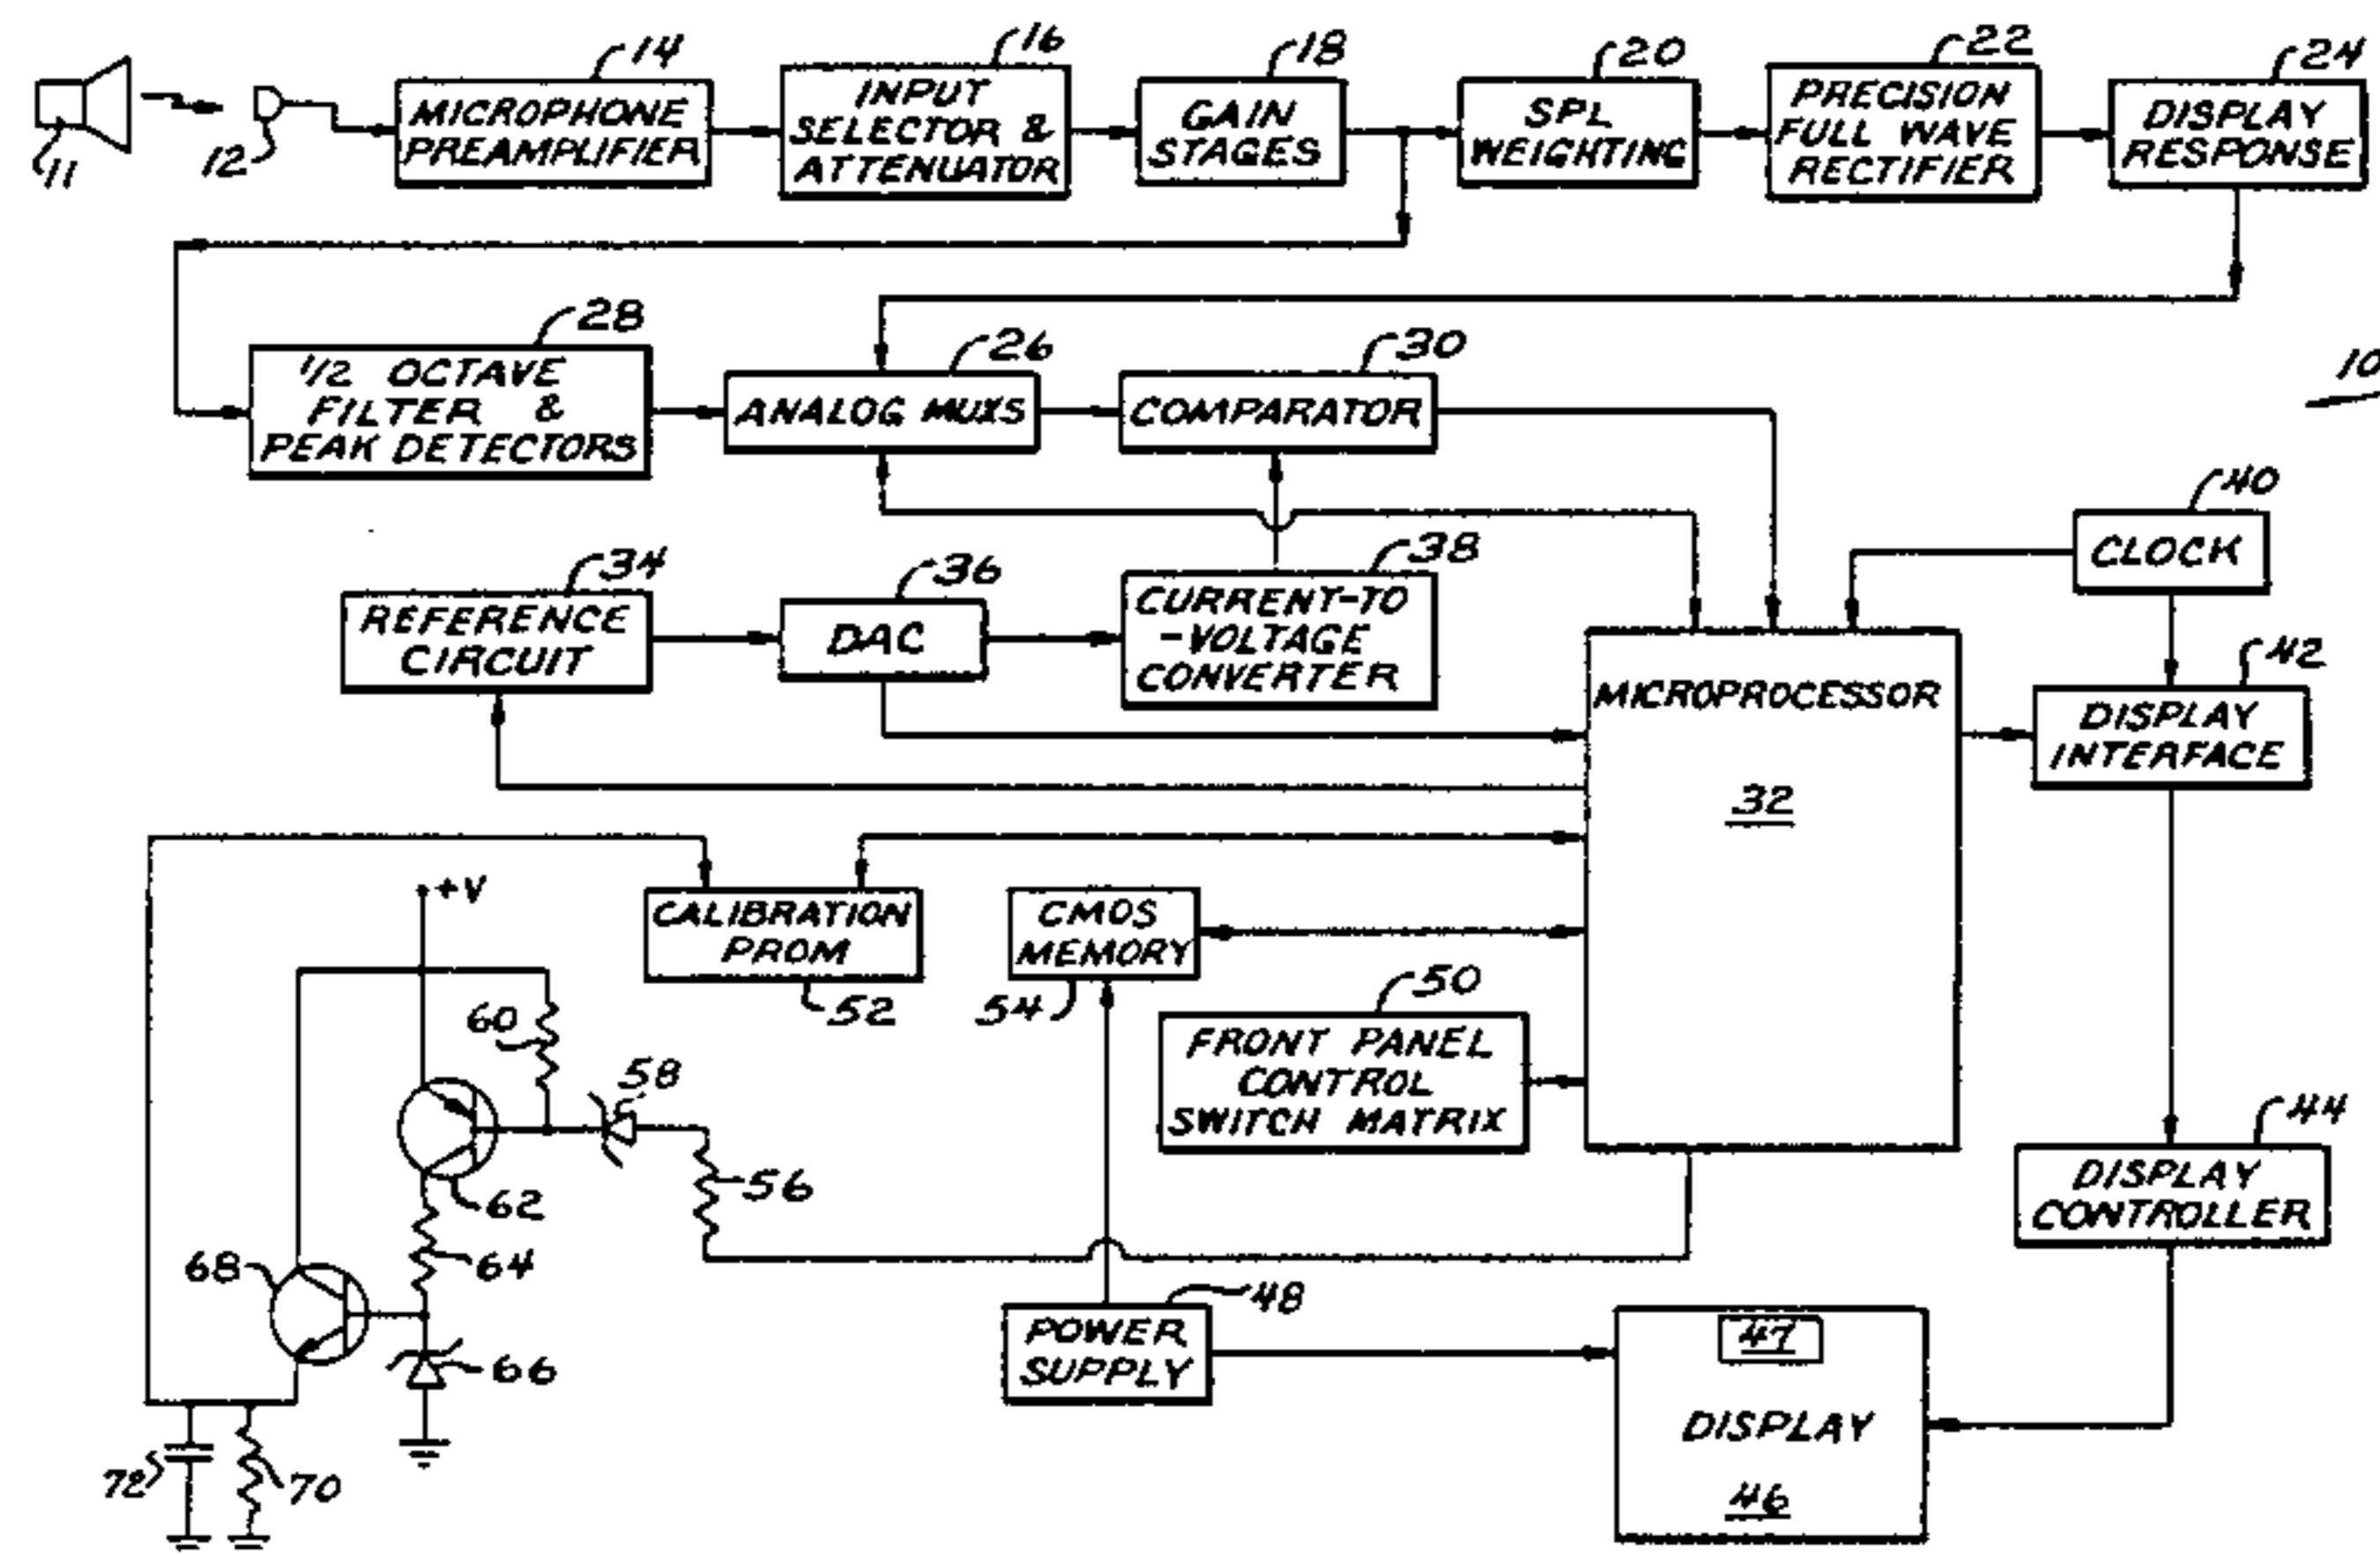 11
12
14
MICROPHONE
PREAMPLIFIER
16
INPUT
SELECTOR &
ATTENUATOR
18
GAIN
STAGES
20
SPL
WEIGHTING
22
PRECISION
FULL WAVE
RECTIFIER
24
DISPLAY
RESPONSE
28
1/2 OCTAVE
FILTER &
PEAK DETECTORS
26
ANALOG MUXS
30
COMPARATOR
10
34
REFERENCE
CIRCUIT
36
DAC
38
CURRENT-TO
-VOLTAGE
CONVERTER
40
CLOCK
MICROPROCESSOR
32
42
DISPLAY
INTERFACE
+V
CALIBRATION
PROM
52
CMOS
MEMORY
54
50
FRONT PANEL
CONTROL
SWITCH MATRIX
44
DISPLAY
CONTROLLER
60
58
56
62
64
68
66
72
70
48
POWER
SUPPLY
47
DISPLAY
46